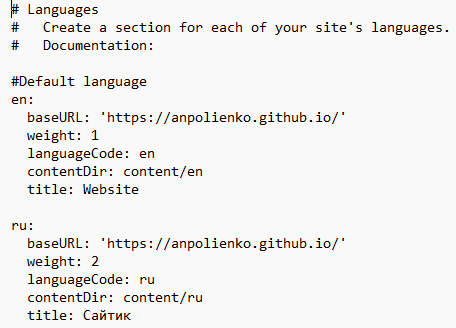 # Languages
#   Create a section for each of your site's languages.
#   Documentation:

#Default language
en:
  baseURL: 'https://anpolienko.github.io/'
  weight: 1
  languageCode: en
  contentDir: content/en
  title: Website

ru:
  baseURL: 'https://anpolienko.github.io/'
  weight: 2
  languageCode: ru
  contentDir: content/ru
  title: Сайтик